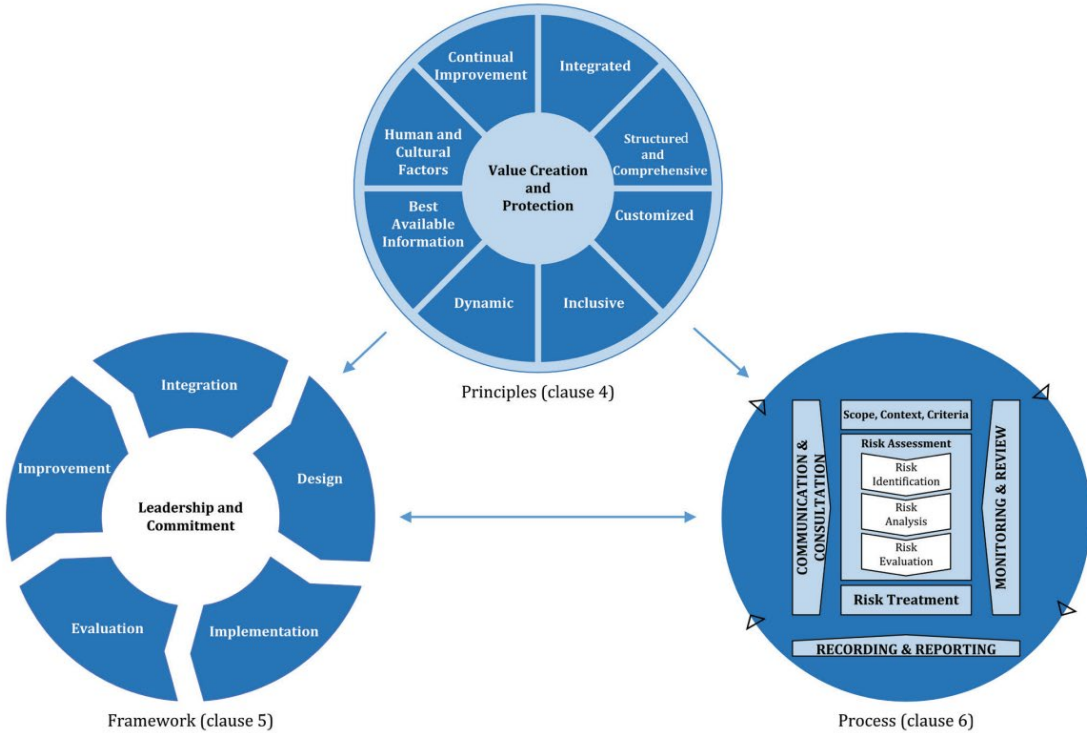 Continual
Improvement
Integrated
Structured
and
Comprehensive
Customized
Inclusive
Dynamic
Best
Available
Information
Human and
Cultural
Factors
Value Creation
and
Protection
Principles (clause 4)
Integration
Design
Implementation
Evaluation
Improvement
Leadership and
Commitment
Framework (clause 5)
Scope, Context, Criteria
Risk Assessment
Risk
Identification
Risk
Analysis
Risk
Evaluation
Risk Treatment
COMMUNICATION &
CONSULTATION
MONITORING & REVIEW
RECORDING & REPORTING
Process (clause 6)